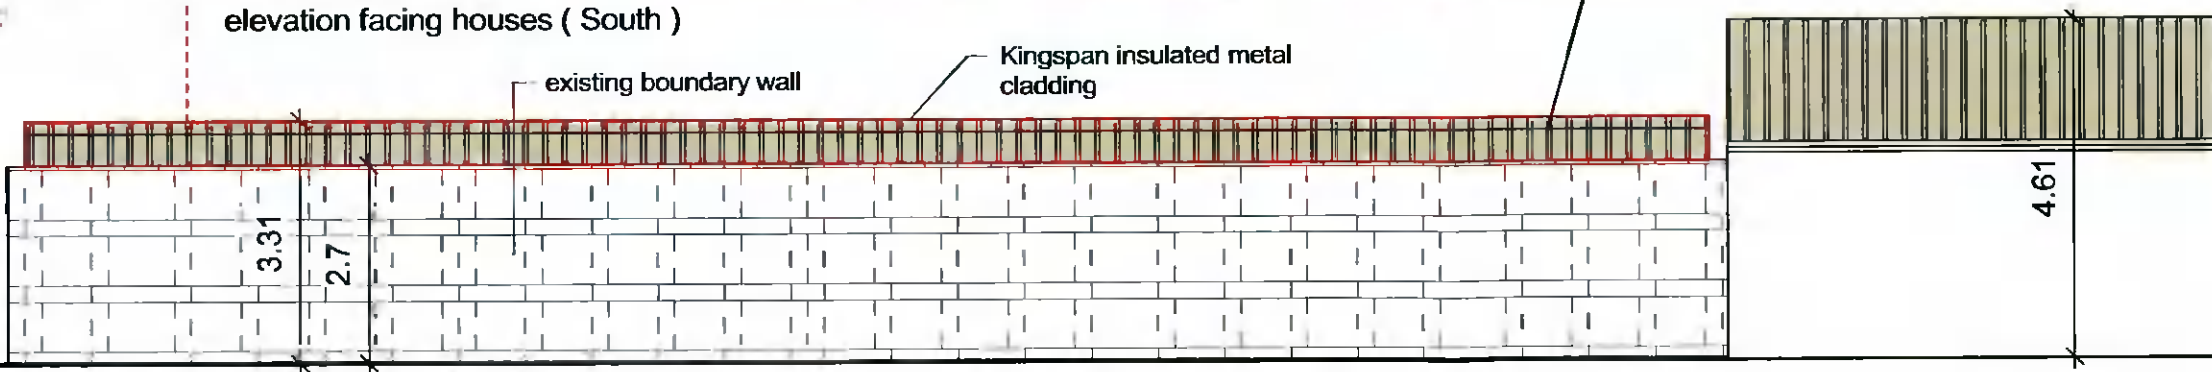 elevation facing houses ( South )
Kingspan insulated metal
cladding
existing boundary wall
3.31
2.7
4.61